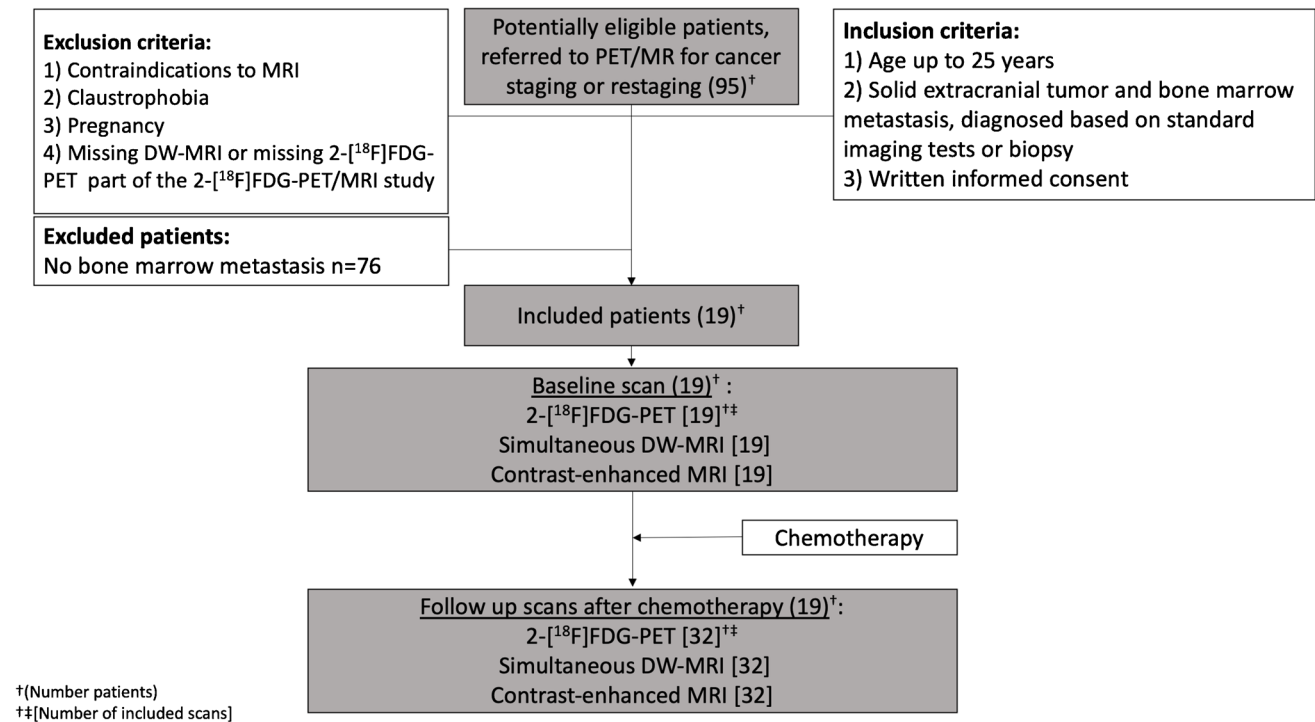 Exclusion criteria:
1) Contraindications to MRI
2) Claustrophobia
3) Pregnancy
4) Missing DW-MRI or missing 2-[¹⁸F]FDG-
PET part of the 2-[¹⁸F]FDG-PET/MRI study
Potentially eligible patients,
referred to PET/MR for cancer
staging or restaging (95)†
Inclusion criteria:
1) Age up to 25 years
2) Solid extracranial tumor and bone marrow
metastasis, diagnosed based on standard
imaging tests or biopsy
3) Written informed consent
Excluded patients:
No bone marrow metastasis n=76
Included patients (19)†
Baseline scan (19)† :
2-[¹⁸F]FDG-PET [19]†‡
Simultaneous DW-MRI [19]
Contrast-enhanced MRI [19]
Chemotherapy
Follow up scans after chemotherapy (19)†:
2-[¹⁸F]FDG-PET [32]†‡
Simultaneous DW-MRI [32]
Contrast-enhanced MRI [32]
†(Number patients)
†‡[Number of included scans]